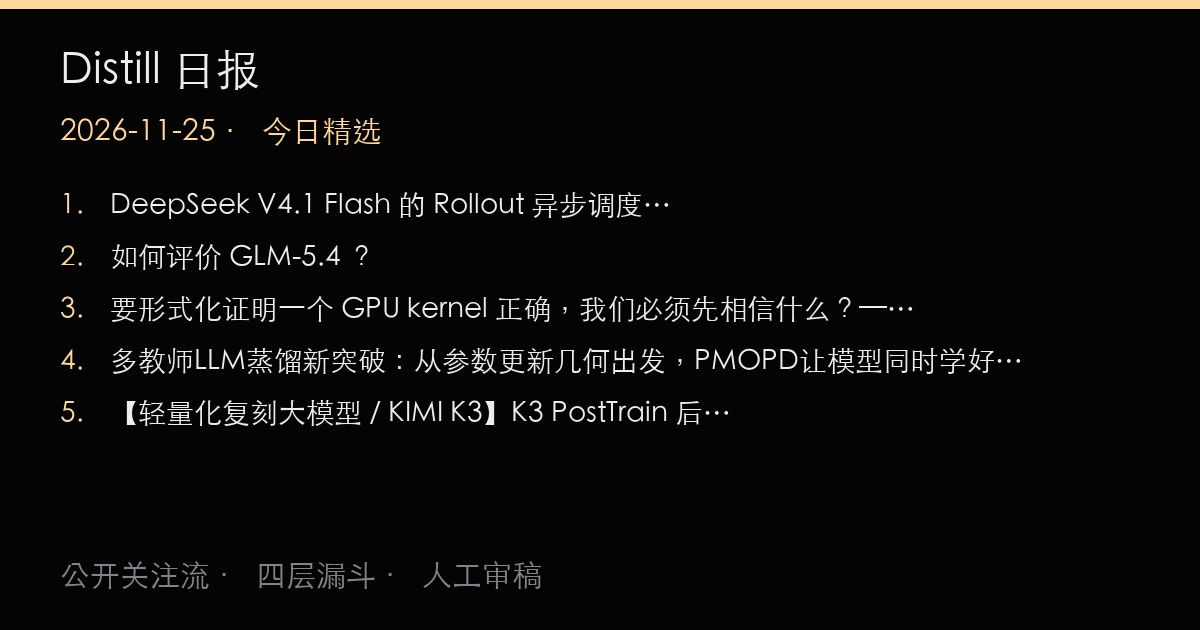 Distill 日报
2026-11-25 · 今日精选
1. DeepSeek V4.1 Flash 的 Rollout 异步调度…
2. 如何评价 GLM-5.4 ？
3. 要形式化证明一个 GPU kernel 正确，我们必须先相信什么？—…
4. 多教师LLM蒸馏新突破：从参数更新几何出发，PMOPD让模型同时学好…
5. 【轻量化复刻大模型 / KIMI K3】K3 PostTrain 后…
公开关注流 · 四层漏斗 · 人工审稿